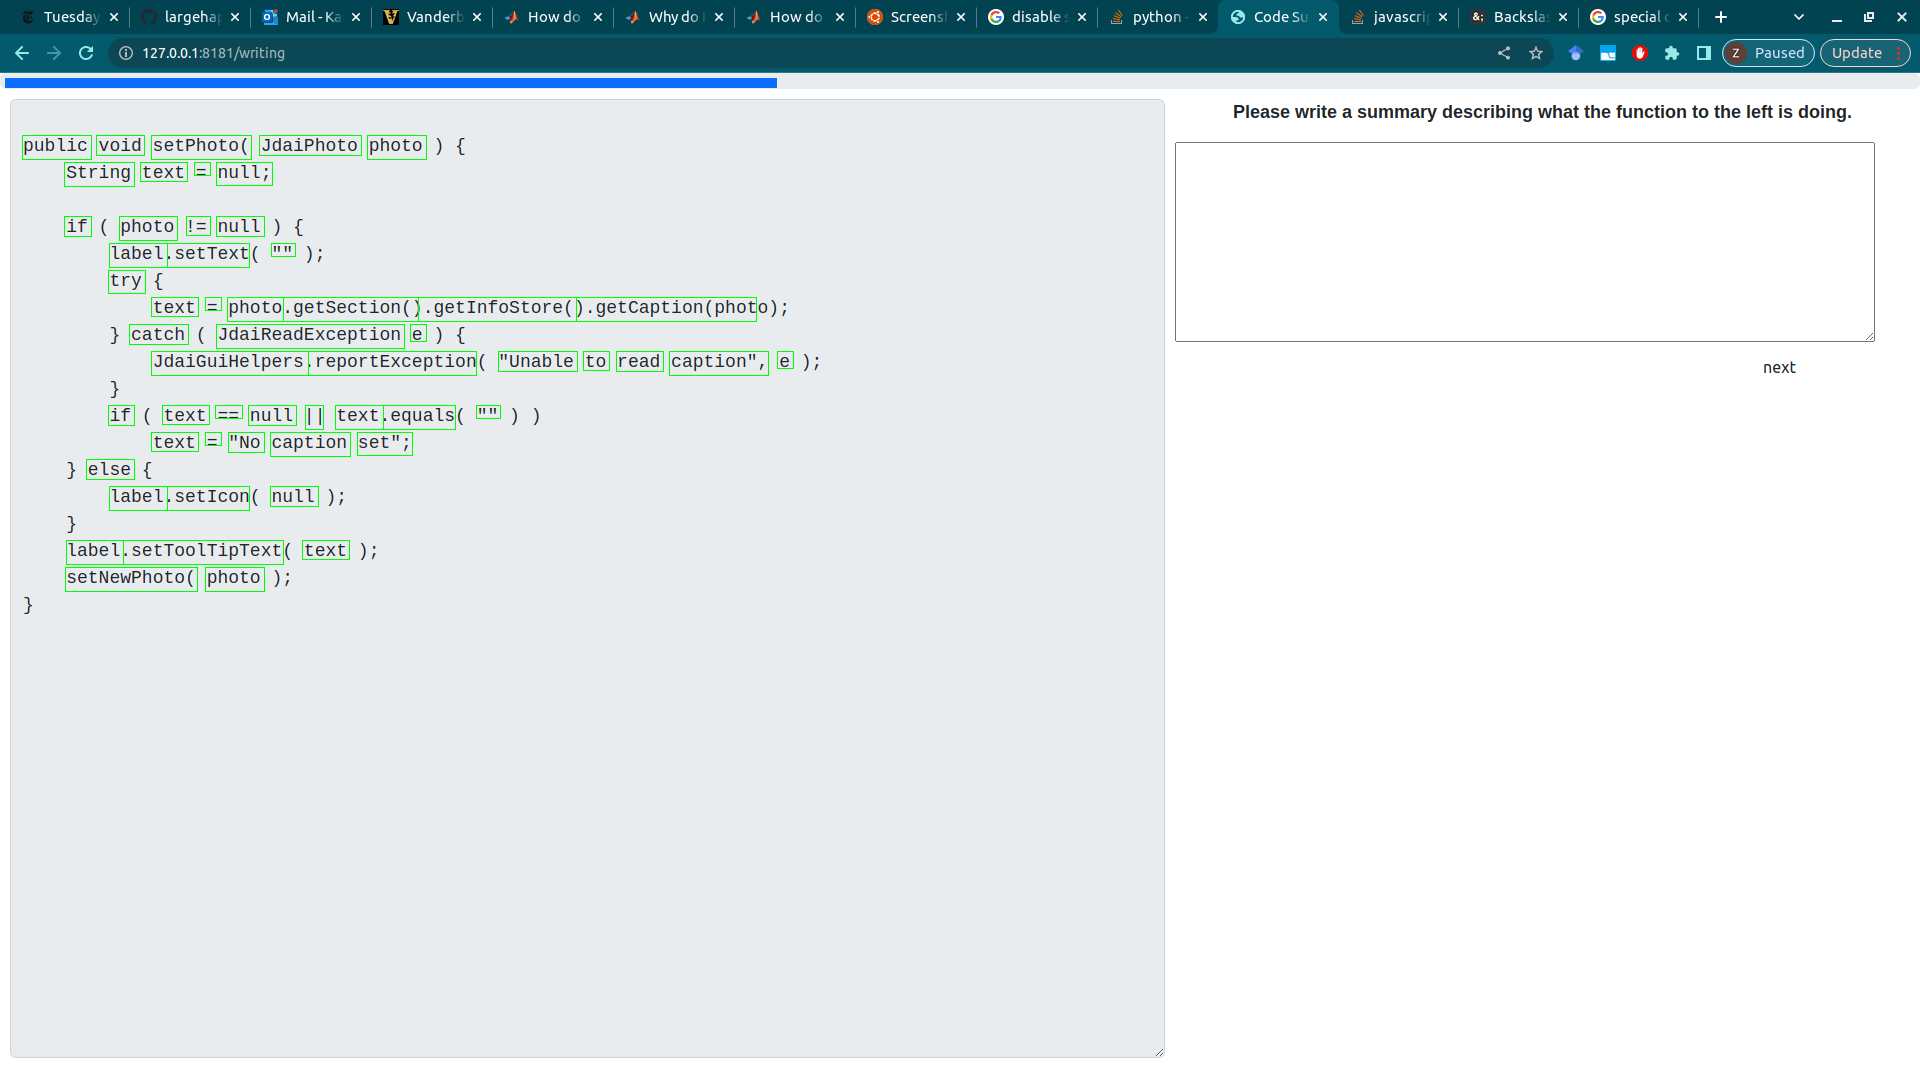 Tuesday
largehap
Mail - Ka
Vanderb
How do
Why do
How do
Screensh
disable s
python -
Code Su
javascrip
Backslas
special c
127.0.0.1:8181/writing
Z Paused
Update
Please write a summary describing what the function to the left is doing.
public void setPhoto( JdaiPhoto photo ) {
String text = null;
if ( photo != null ) {
label.setText( "" );
try {
text = photo.getSection().getInfoStore().getCaption(photo);
} catch ( JdaiReadException e ) {
JdaiGuiHelpers.reportException( "Unable to read caption", e );
}
if ( text == null || text.equals( "" ) )
text = "No caption set";
} else {
label.setIcon( null );
}
label.setToolTipText( text );
setNewPhoto( photo );
}
next